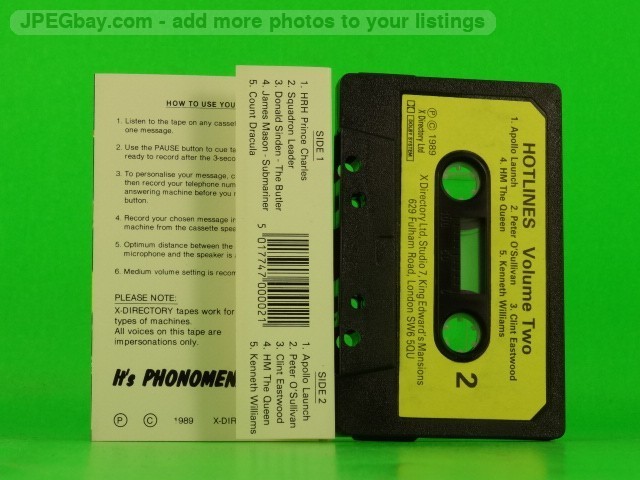 JPEGbay.com - add more photos to your listings
HOW TO USE YOU
1. Listen to the tape on any casset
one message.
2. Use the PAUSE button to cue ta
ready to record after the 3-secon
3. To personalise your message, c
then record your telephone num
answering machine before you r
button.
4. Record your chosen message in
machine from the cassette speak
5. Optimum distance between the
microphone and the speaker is
6. Medium volume setting is recom
PLEASE NOTE:
X-DIRECTORY tapes work for
types of machines.
All voices on this tape are
impersonations only.
It's PHONOMEN
Ⓟ © 1989 X-DIR
SIDE 1
1. HRH Prince Charles
2. Squadron Leader
3. Donald Sinden - The Butler
4. James Mason - Submariner
5. Count Dracula
5 017747 000021
SIDE 2
1. Apollo Launch
2. Peter O'Sullivan
3. Clint Eastwood
4. HM The Queen
5. Kenneth Williams
HOTLINES Volume Two
1. Apollo Launch 2. Peter O'Sullivan 3. Clint Eastwood
4. HM The Queen 5. Kenneth Williams
Ⓟ © 1989
X Directory Ltd
DOLBY SYSTEM
X Directory Ltd, Studio 7, King Edward's Mansions
629 Fulham Road, London SW6 5QU
2